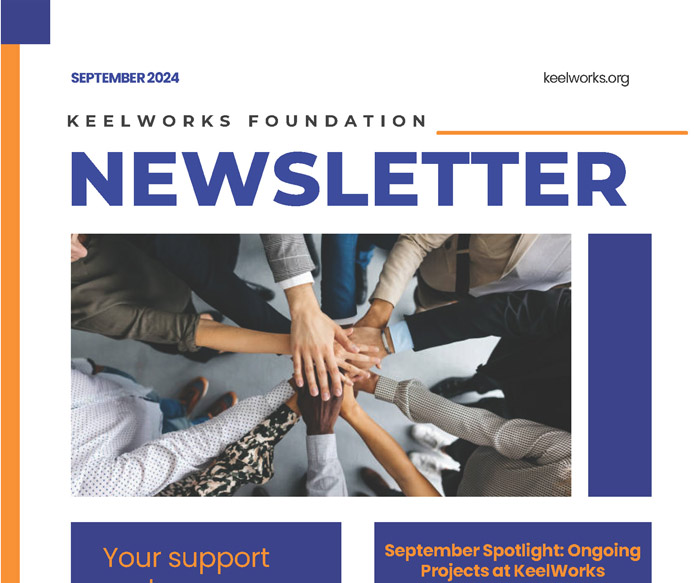 SEPTEMBER 2024
keelworks.org
KEELWORKS FOUNDATION
NEWSLETTER
Your support
September Spotlight: Ongoing
Projects at KeelWorks